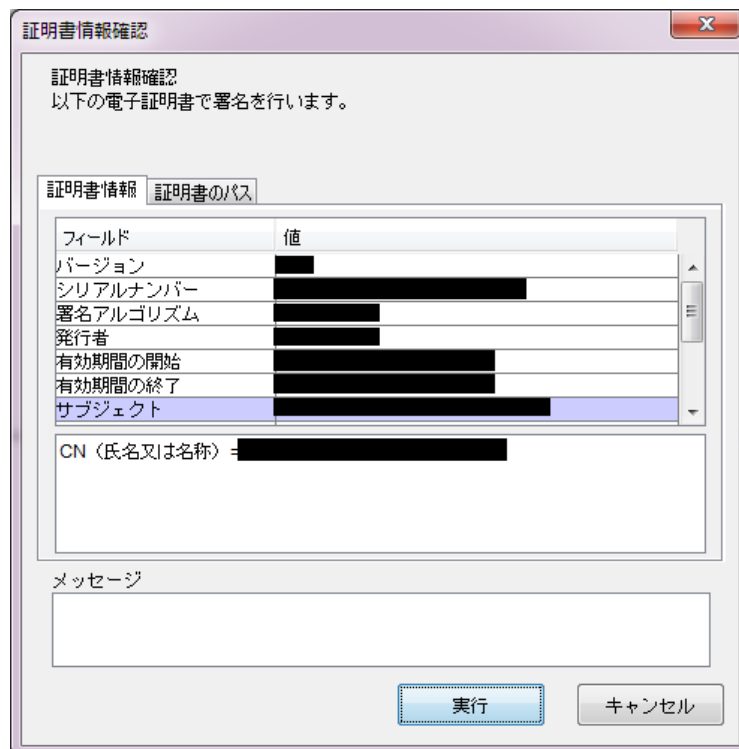 証明書情報確認
証明書情報確認
以下の電子証明書で署名を行います。
証明書情報 証明書のパス
フィールド 値
バージョン
シリアルナンバー
署名アルゴリズム
発行者
有効期間の開始
有効期間の終了
サブジェクト
CN（氏名又は名称）=
メッセージ
実行 キャンセル